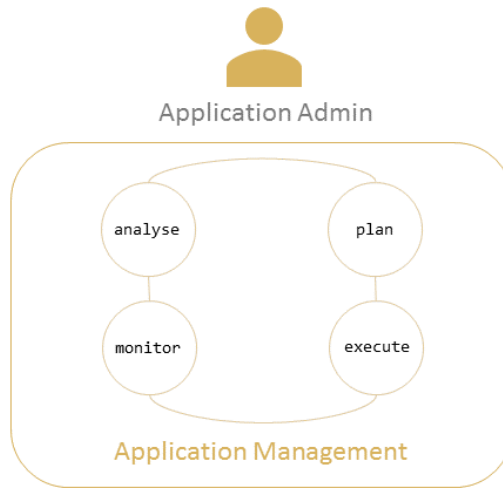 Application Admin
analyse
plan
monitor
execute
Application Management